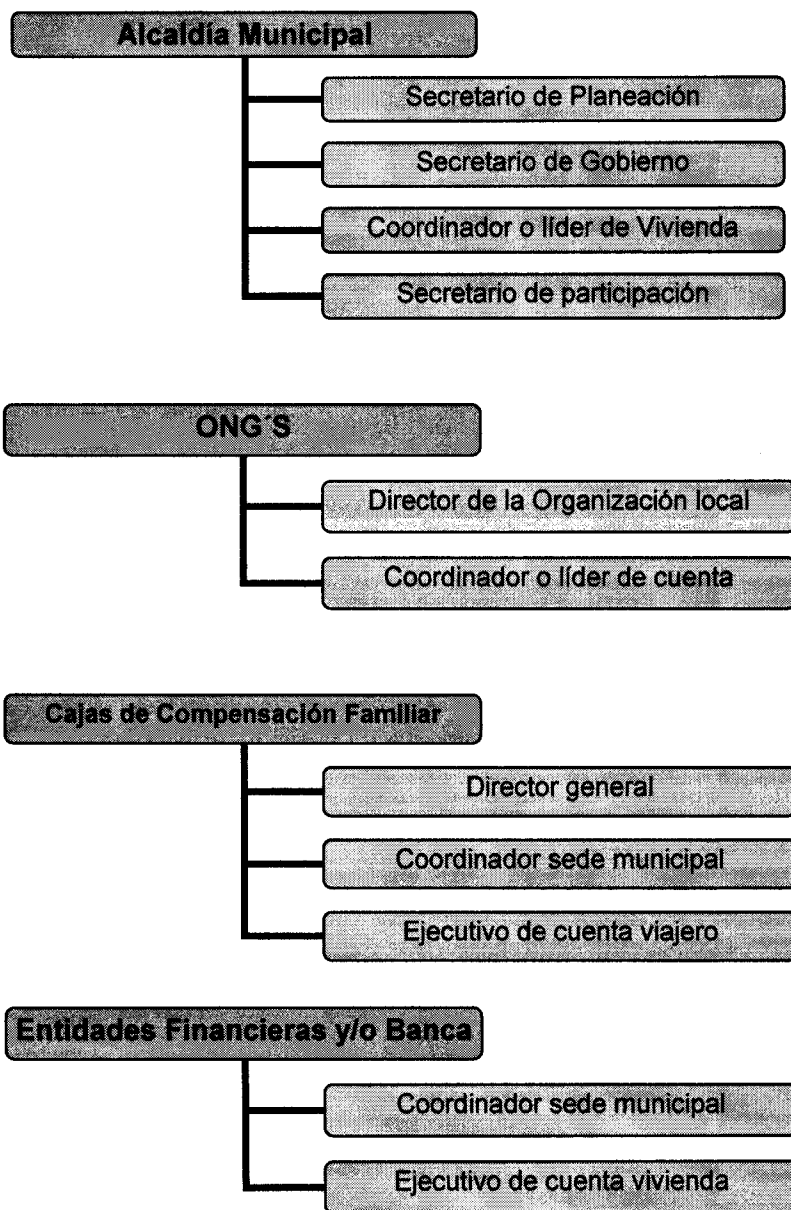 Alcaldía Municipal
Secretario de Planeación
Secretario de Gobierno
Coordinador o líder de Vivienda
Secretario de participación
ONG´S
Director de la Organización local
Coordinador o líder de cuenta
Cajas de Compensación Familiar
Director general
Coordinador sede municipal
Ejecutivo de cuenta viajero
Entidades Financieras y/o Banca
Coordinador sede municipal
Ejecutivo de cuenta vivienda